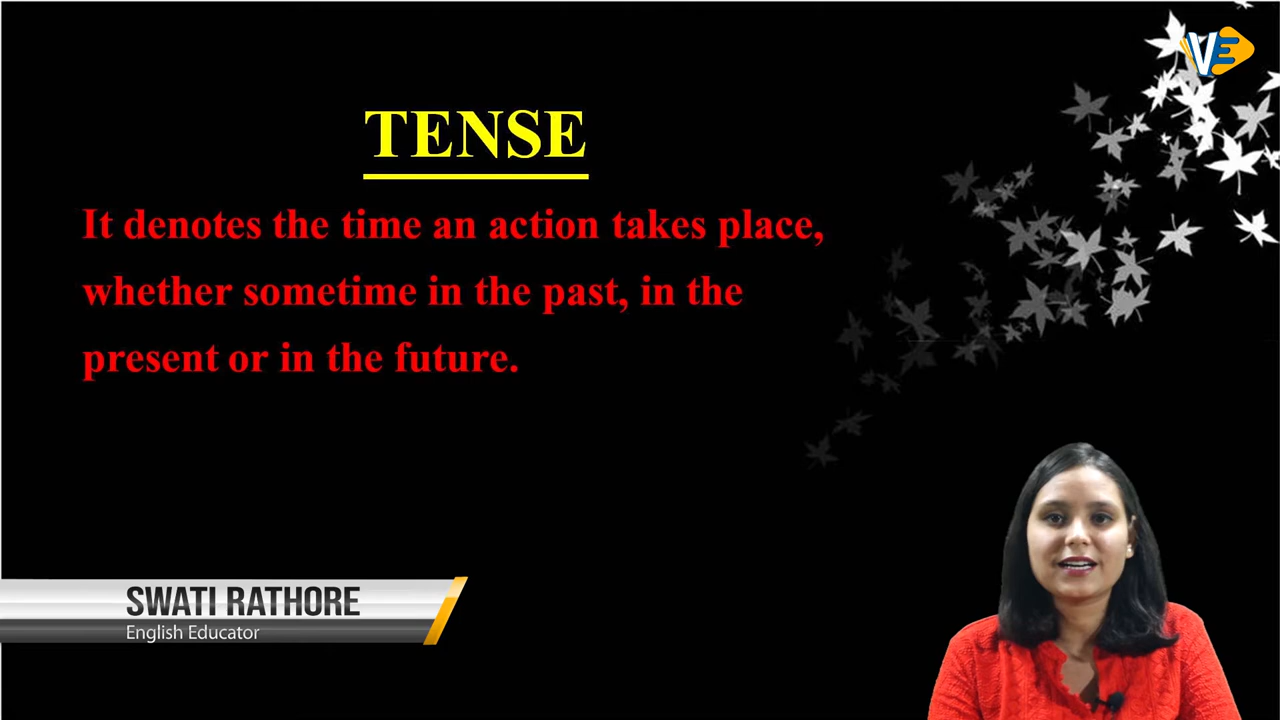 VE
TENSE
It denotes the time an action takes place,
whether sometime in the past, in the
present or in the future.
SWATI RATHORE
English Educator